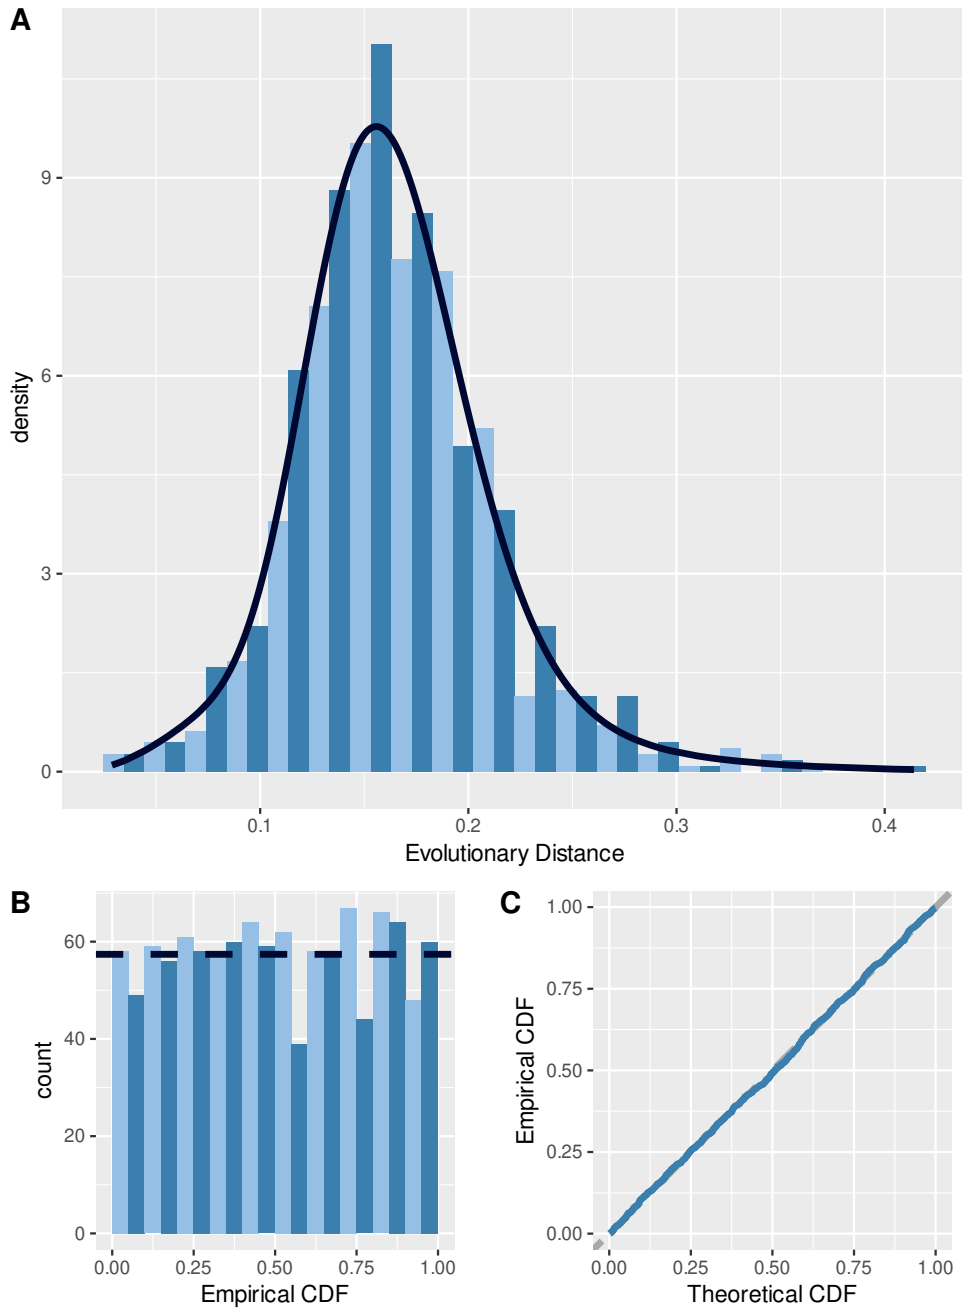 A
density
9
6
3
0
0.1 0.2 0.3 0.4
Evolutionary Distance
B
count
60
40
20
0
0.00 0.25 0.50 0.75 1.00
Empirical CDF
C
Empirical CDF
1.00
0.75
0.50
0.25
0.00
0.00 0.25 0.50 0.75 1.00
Theoretical CDF